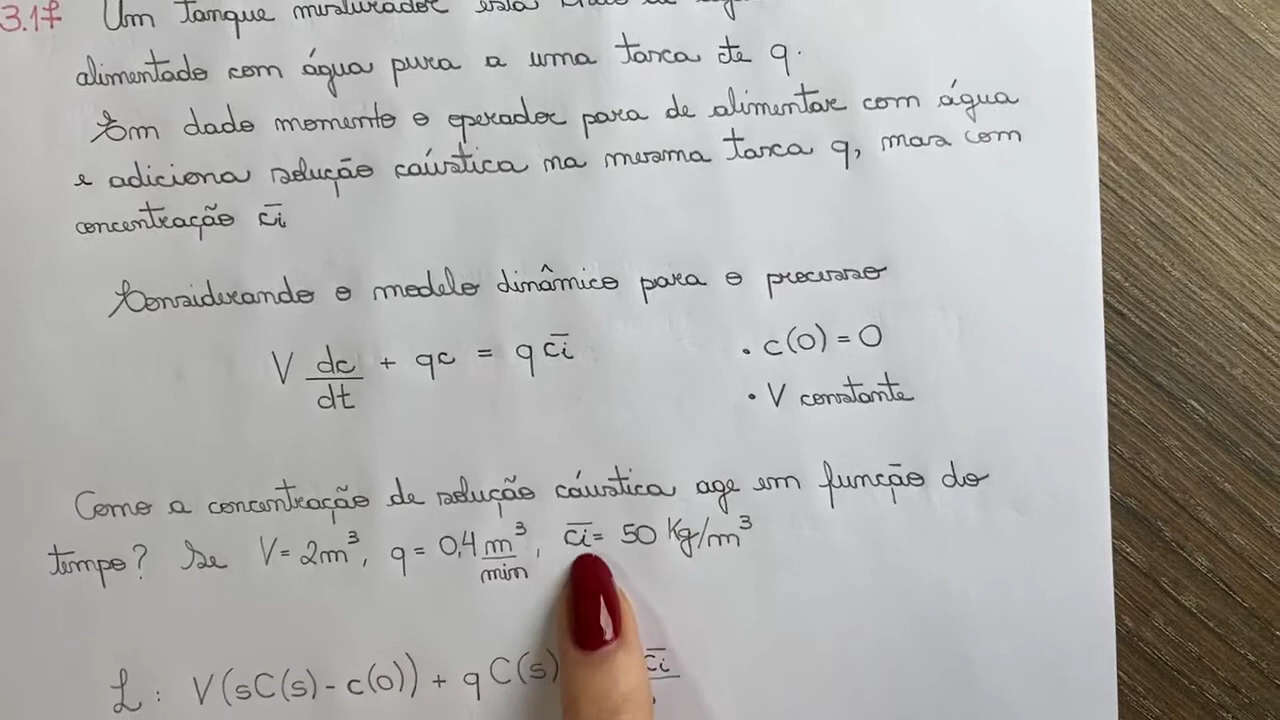 3.17 Um tanque misturador está
alimentado com água pura a uma taxa de q.
Em dado momento o operador para de alimentar com água
e adiciona solução caústica na mesma taxa q, mas com
concentração c̅i
Considerando o modelo dinâmico para o processo
V dc/dt + qc = q c̅i
• c(0) = 0
• V constante
Como a concentração de solução cáustica age em função do
tempo? Se V = 2m³, q = 0,4 m³/min, c̅i = 50 Kg/m³
ℒ: V(sC(s) - c(0)) + qC(s) c̅i